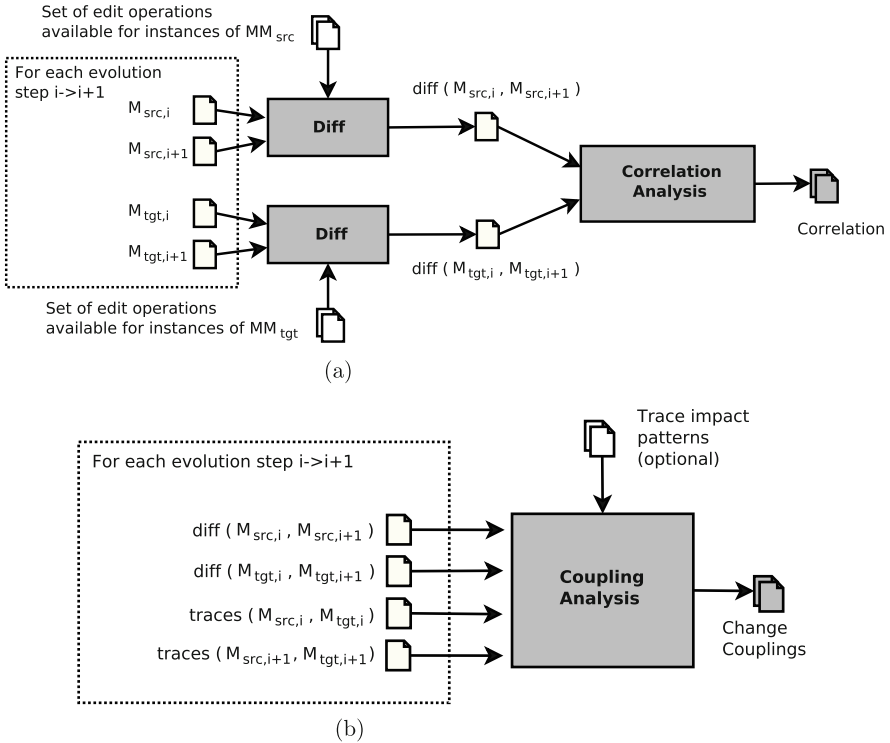 Set of edit operations
available for instances of MM src
For each evolution
step i->i+1
M src,i
M src,i+1
M tgt,i
M tgt,i+1
Diff
Diff
diff ( M src,i , M src,i+1 )
diff ( M tgt,i , M tgt,i+1 )
Correlation
Analysis
Correlation
Set of edit operations
available for instances of MM tgt
(a)
Trace impact
patterns
(optional)
For each evolution step i->i+1
diff ( M src,i , M src,i+1 )
diff ( M tgt,i , M tgt,i+1 )
traces ( M src,i , M tgt,i )
traces ( M src,i+1 , M tgt,i+1 )
Coupling
Analysis
Change
Couplings
(b)